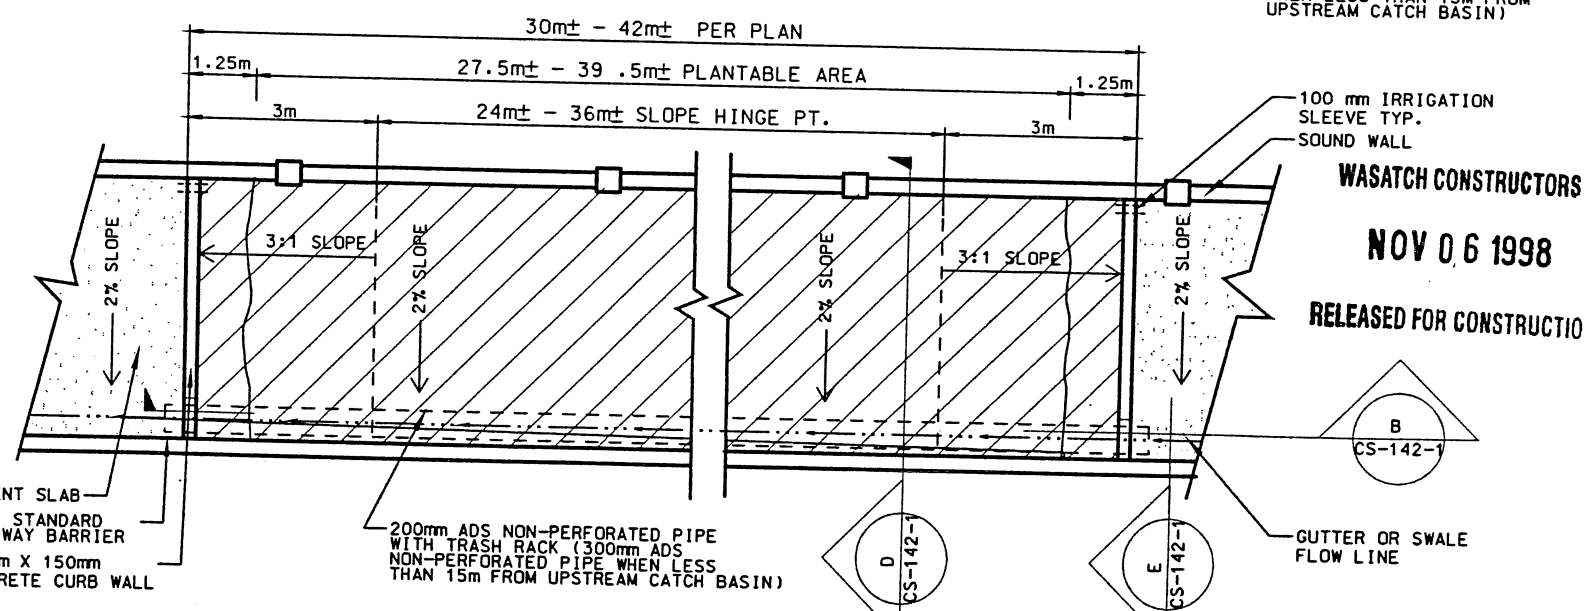 UPSTREAM CATCH BASIN)
30m± - 42m± PER PLAN
1.25m
27.5m± - 39 .5m± PLANTABLE AREA
1.25m
3m
24m± - 36m± SLOPE HINGE PT.
3m
100 mm IRRIGATION
SLEEVE TYP.
SOUND WALL
WASATCH CONSTRUCTORS
NOV 06 1998
RELEASED FOR CONSTRUCTIO
2% SLOPE
3:1 SLOPE
2% SLOPE
2% SLOPE
3:1 SLOPE
2% SLOPE
B
CS-142-1
ENT SLAB
STANDARD
WAY BARRIER
m X 150mm
RETE CURB WALL
200mm ADS NON-PERFORATED PIPE
WITH TRASH RACK (300mm ADS
NON-PERFORATED PIPE WHEN LESS
THAN 15m FROM UPSTREAM CATCH BASIN)
D
CS-142-1
E
CS-142-1
GUTTER OR SWALE
FLOW LINE